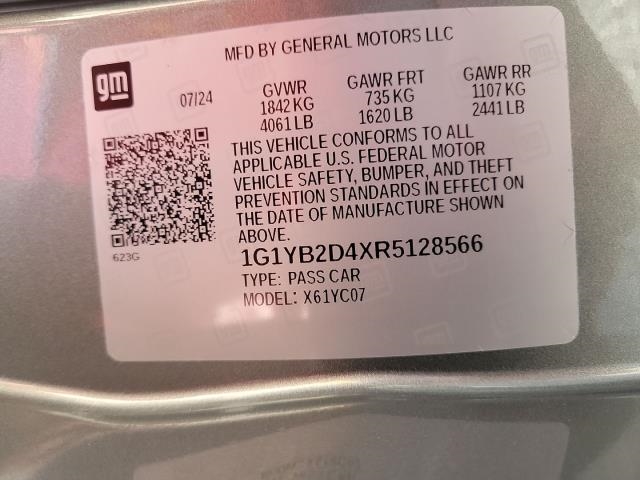 MFD BY GENERAL MOTORS LLC
gm
07/24
GVWR GAWR FRT GAWR RR
1842 KG 735 KG 1107 KG
4061 LB 1620 LB 2441 LB
THIS VEHICLE CONFORMS TO ALL
APPLICABLE U.S. FEDERAL MOTOR
VEHICLE SAFETY, BUMPER, AND THEFT
PREVENTION STANDARDS IN EFFECT ON
THE DATE OF MANUFACTURE SHOWN
ABOVE.
623G
1G1YB2D4XR5128566
TYPE: PASS CAR
MODEL: X61YC07